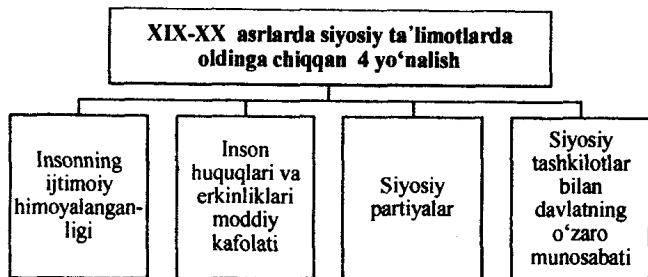 XIX-XX asrlarda siyosiy ta'limotlarda
oldinga chiqqan 4 yo‘nalish
Insonning
ijtimoiy
himoyalangan-
ligi
Inson
huquqlari va
erkinliklari
moddiy
kafolati
Siyosiy
partiyalar
Siyosiy
tashkilotlar
bilan
davlatning
o‘zaro
munosabati